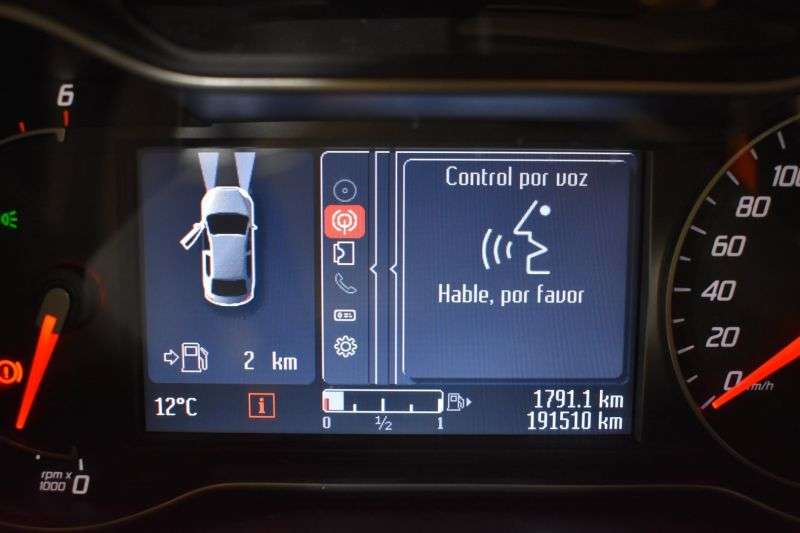 6
Control por voz
Hable, por favor
2 km
12°C
i
0 1/2 1
1791.1 km
191510 km
rpm x
1000
0
100
80
60
40
20
0
km/h